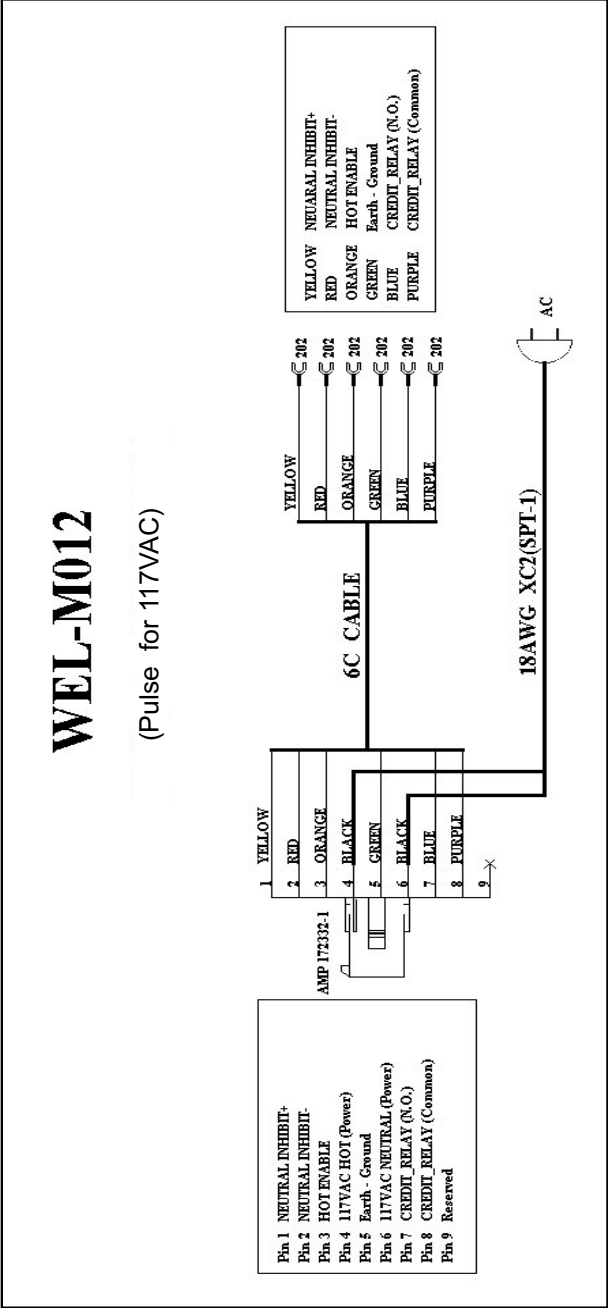 WEL-M012
(Pulse for 117VAC)
Pin 1 NEUTRAL INHIBIT+
Pin 2 NEUTRAL INHIBIT-
Pin 3 HOT ENABLE
Pin 4 117VAC HOT (Power)
Pin 5 Earth - Ground
Pin 6 117VAC NEUTRAL (Power)
Pin 7 CREDIT_RELAY (N.O.)
Pin 8 CREDIT_RELAY (Common)
Pin 9 Reserved
AMP 172332-1
1 YELLOW
2 RED
3 ORANGE
4 BLACK
5 GREEN
6 BLACK
7 BLUE
8 PURPLE
9
6C CABLE
18AWG XC2(SPT-1)
YELLOW 202
RED 202
ORANGE 202
GREEN 202
BLUE 202
PURPLE 202
AC
YELLOW NEUARAL INHIBIT+
RED NEUTRAL INHIBIT-
ORANGE HOT ENABLE
GREEN Earth - Ground
BLUE CREDIT_RELAY (N.O.)
PURPLE CREDIT_RELAY (Common)